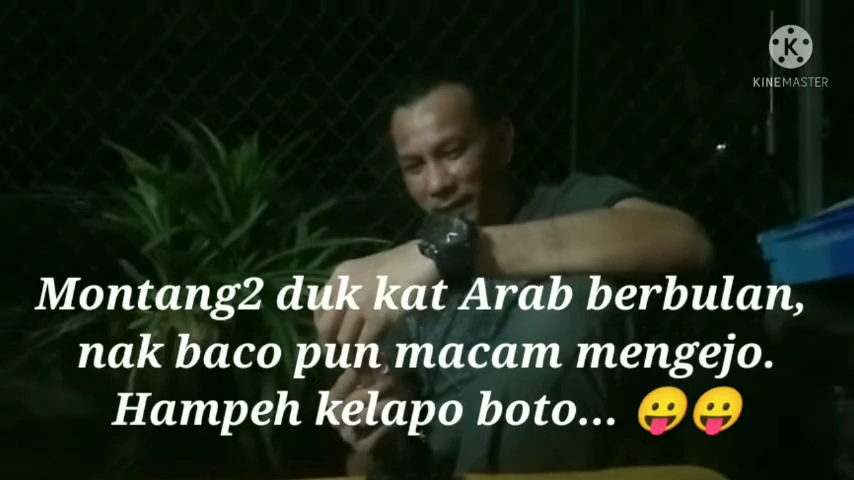 KINEMASTER
Montang2 duk kat Arab berbulan,
nak baco pun macam mengejo.
Hampeh kelapo boto... 😛😛